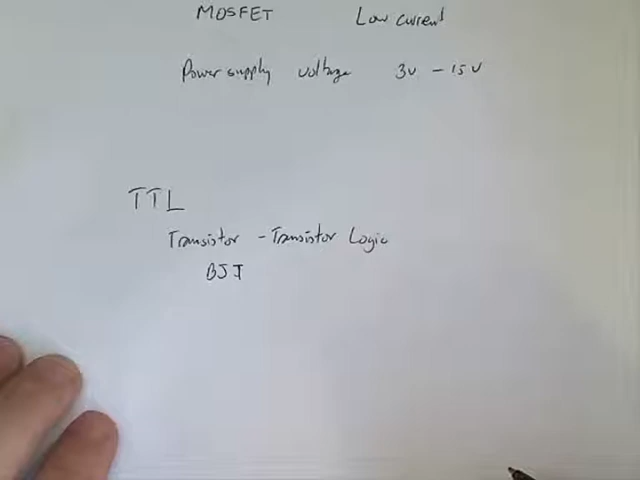 MOSFET Low current
Power supply voltage 3v - 15v
TTL
Transistor - Transistor Logic
BJT